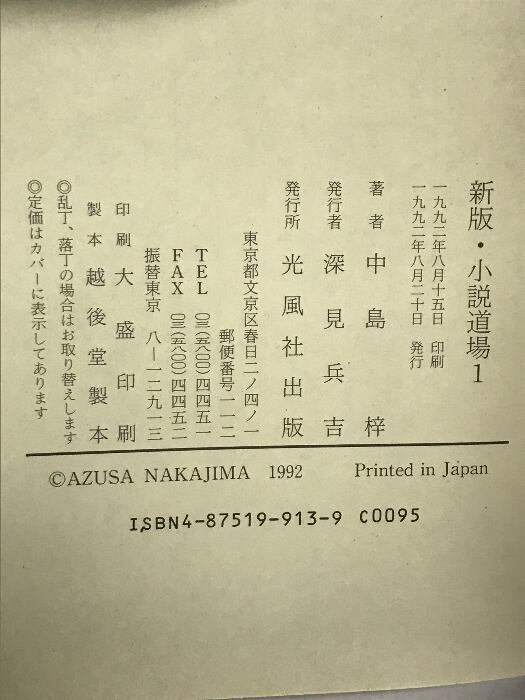 新版・小説道場1
一九九二年八月十五日 印刷
一九九二年八月二十日 発行
著者 中島梓
発行者 深見兵吉
発行所 光風社出版
東京都文京区春日二ノ四ノ一
郵便番号一一二
TEL 〇三(五八〇〇)四四五一
FAX 〇三(五八〇〇)四四五二
振替東京 八―一二九一三
印刷 大盛印刷
製本 越後堂製本
◎乱丁、落丁の場合はお取り替えします
◎定価はカバーに表示してあります
©AZUSA NAKAJIMA 1992 Printed in Japan
ISBN4-87519-913-9 C0095